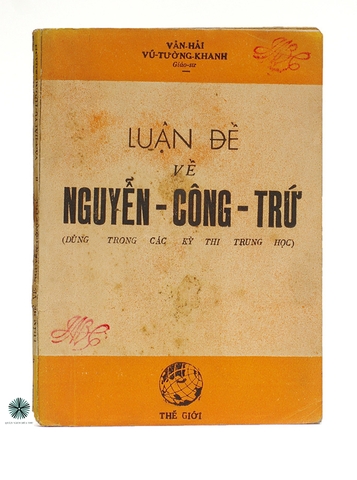 VÂN-HẢI
VŨ-TƯỜNG-KHANH
Giáo-sư
LUẬN ĐỀ
VỀ
NGUYỄN - CÔNG - TRỨ
(DÙNG TRONG CÁC KỲ THI TRUNG HỌC)
THẾ GIỚI